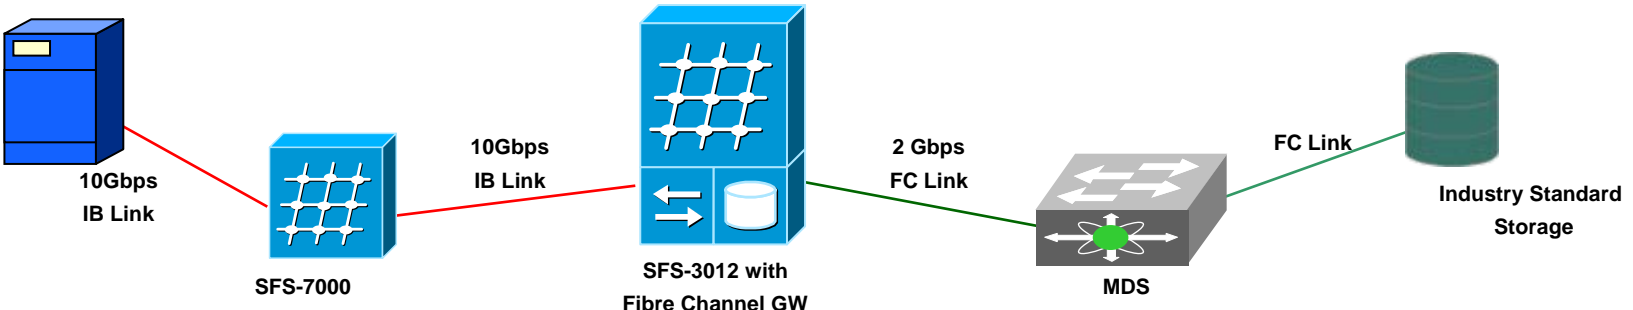 10Gbps
IB Link
SFS-7000
10Gbps
IB Link
SFS-3012 with
Fibre Channel GW
2 Gbps
FC Link
MDS
FC Link
Industry Standard
Storage